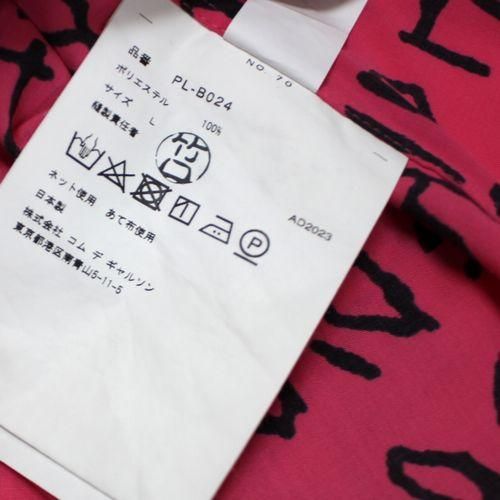 NO. 70
品番 PL-B024
ポリエステル 100%
サイズ L
縫製責任者 竹口
P
AD2023
ネット使用 あて布使用
日本製
株式会社 コム デ ギャルソン
東京都港区南青山5-11-5